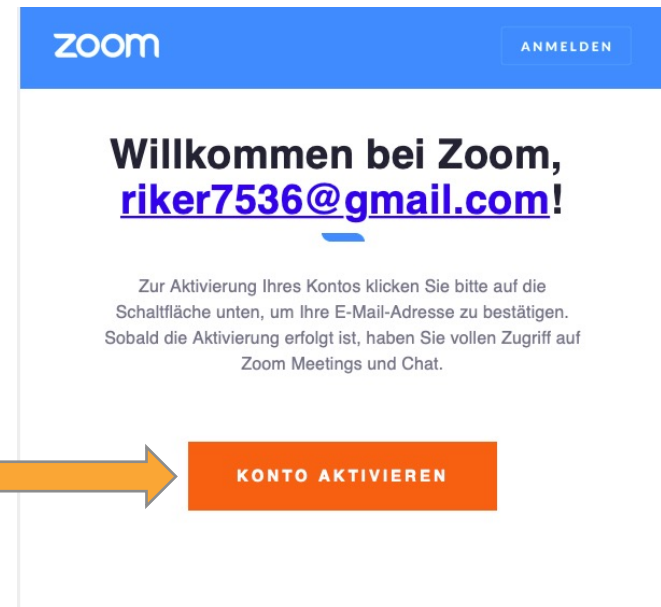 zoom
ANMELDEN
Willkommen bei Zoom,
riker7536@gmail.com!
Zur Aktivierung Ihres Kontos klicken Sie bitte auf die
Schaltfläche unten, um Ihre E-Mail-Adresse zu bestätigen.
Sobald die Aktivierung erfolgt ist, haben Sie vollen Zugriff auf
Zoom Meetings und Chat.
KONTO AKTIVIEREN